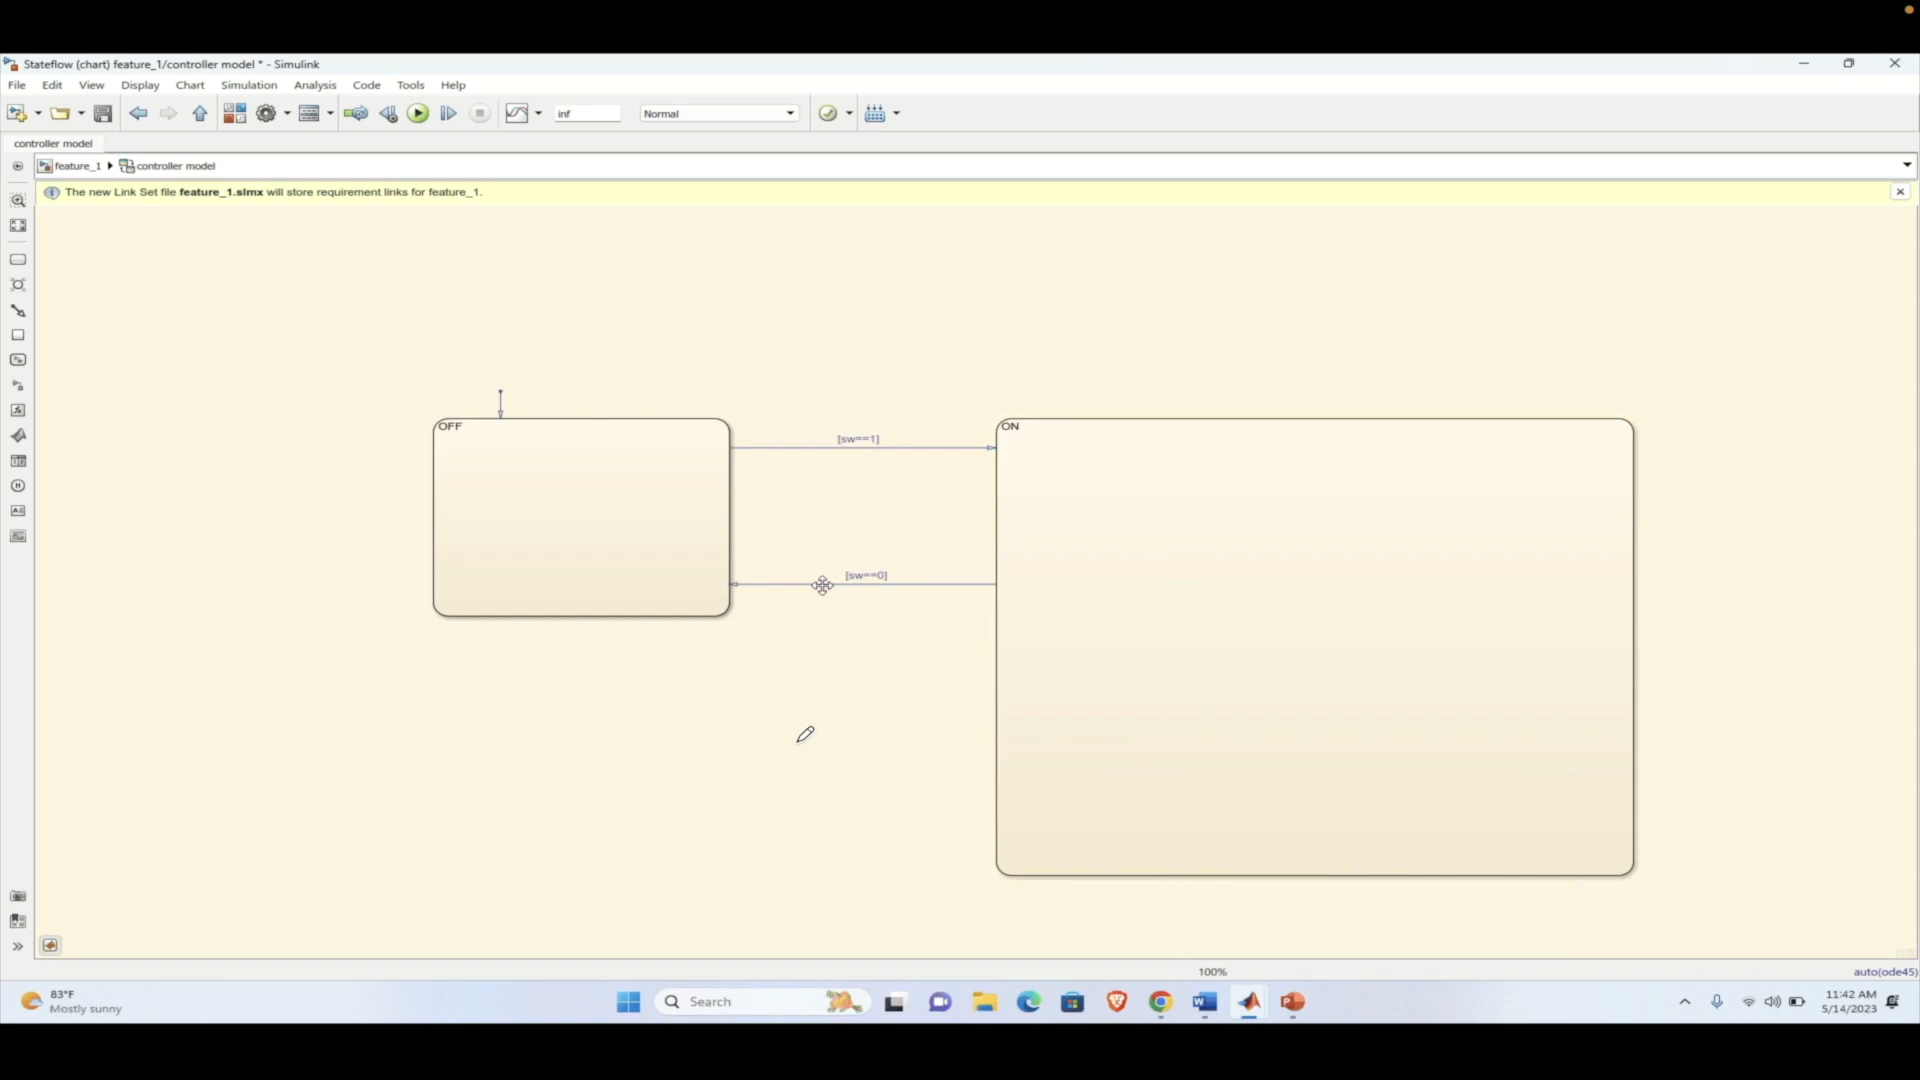 Stateflow (chart) feature_1/controller model * - Simulink
File Edit View Display Chart Simulation Analysis Code Tools Help
inf Normal
controller model
feature_1 controller model
The new Link Set file feature_1.slmx will store requirement links for feature_1.
OFF
[sw==1]
ON
[sw==0]
100%
auto(ode45)
83°F
Mostly sunny
Search
11:42 AM
5/14/2023